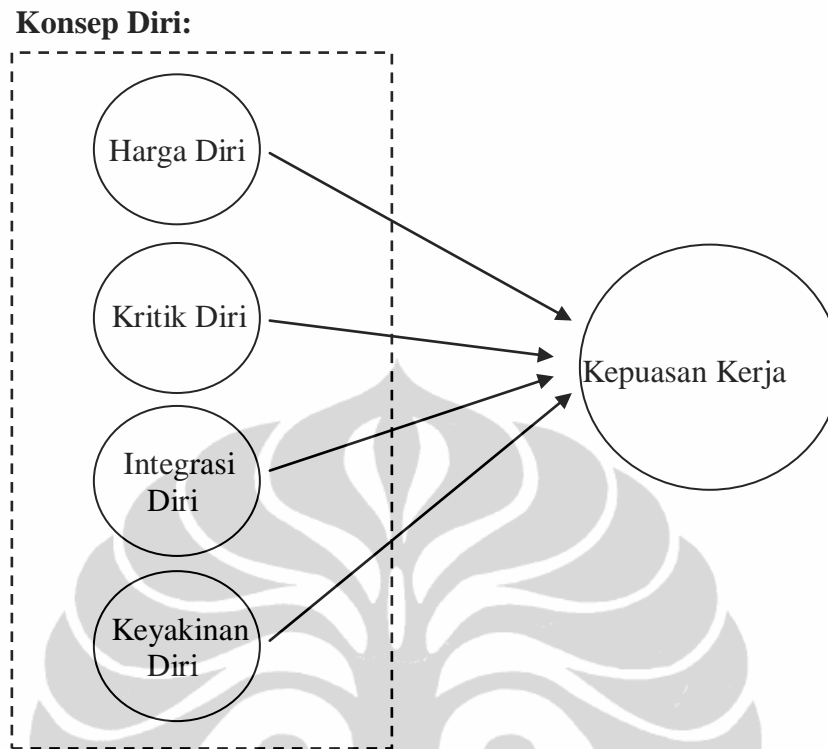 Konsep Diri:
Harga Diri
Kritik Diri
Integrasi
Diri
Keyakinan
Diri
Kepuasan Kerja